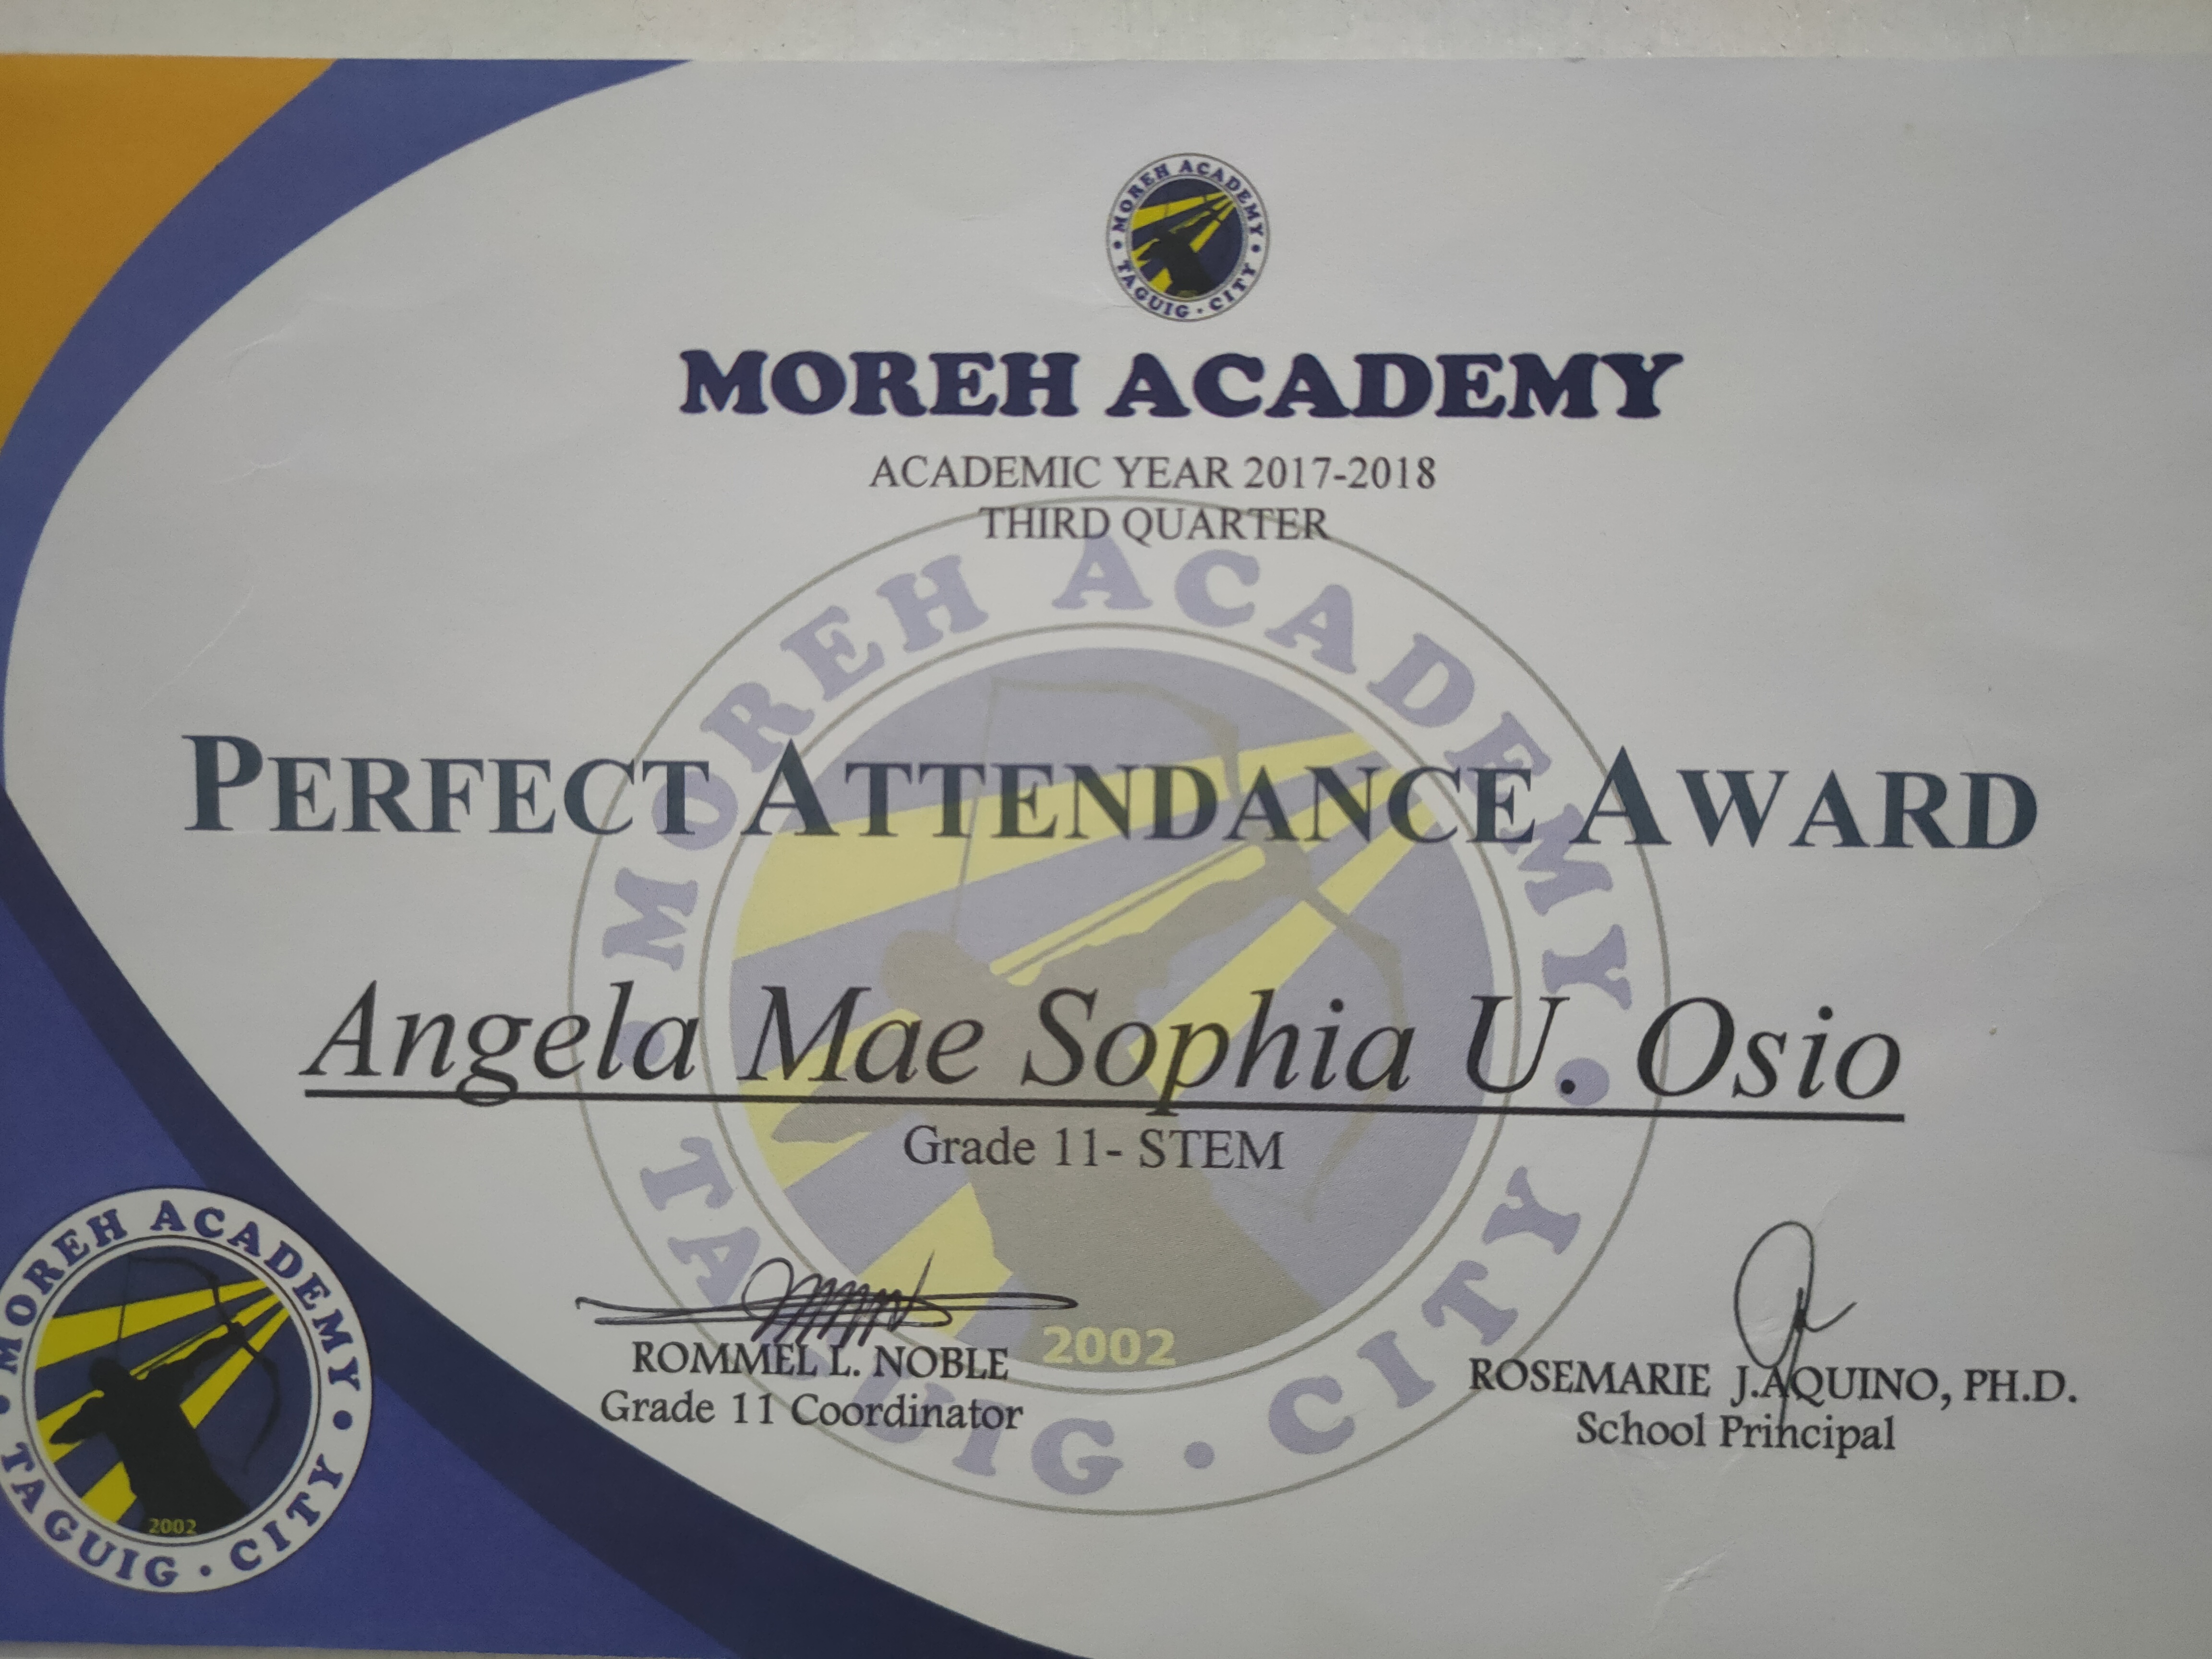 MOREH ACADEMY
TAGUIG · CITY
MOREH ACADEMY
ACADEMIC YEAR 2017-2018
THIRD QUARTER
MOREH ACADEMY
PERFECT ATTENDANCE AWARD
Angela Mae Sophia U. Osio
Grade 11- STEM
2002
TAGUIG · CITY
ROMMEL L. NOBLE
Grade 11 Coordinator
ROSEMARIE J.AQUINO, PH.D.
School Principal
MOREH ACADEMY
2002
TAGUIG · CITY